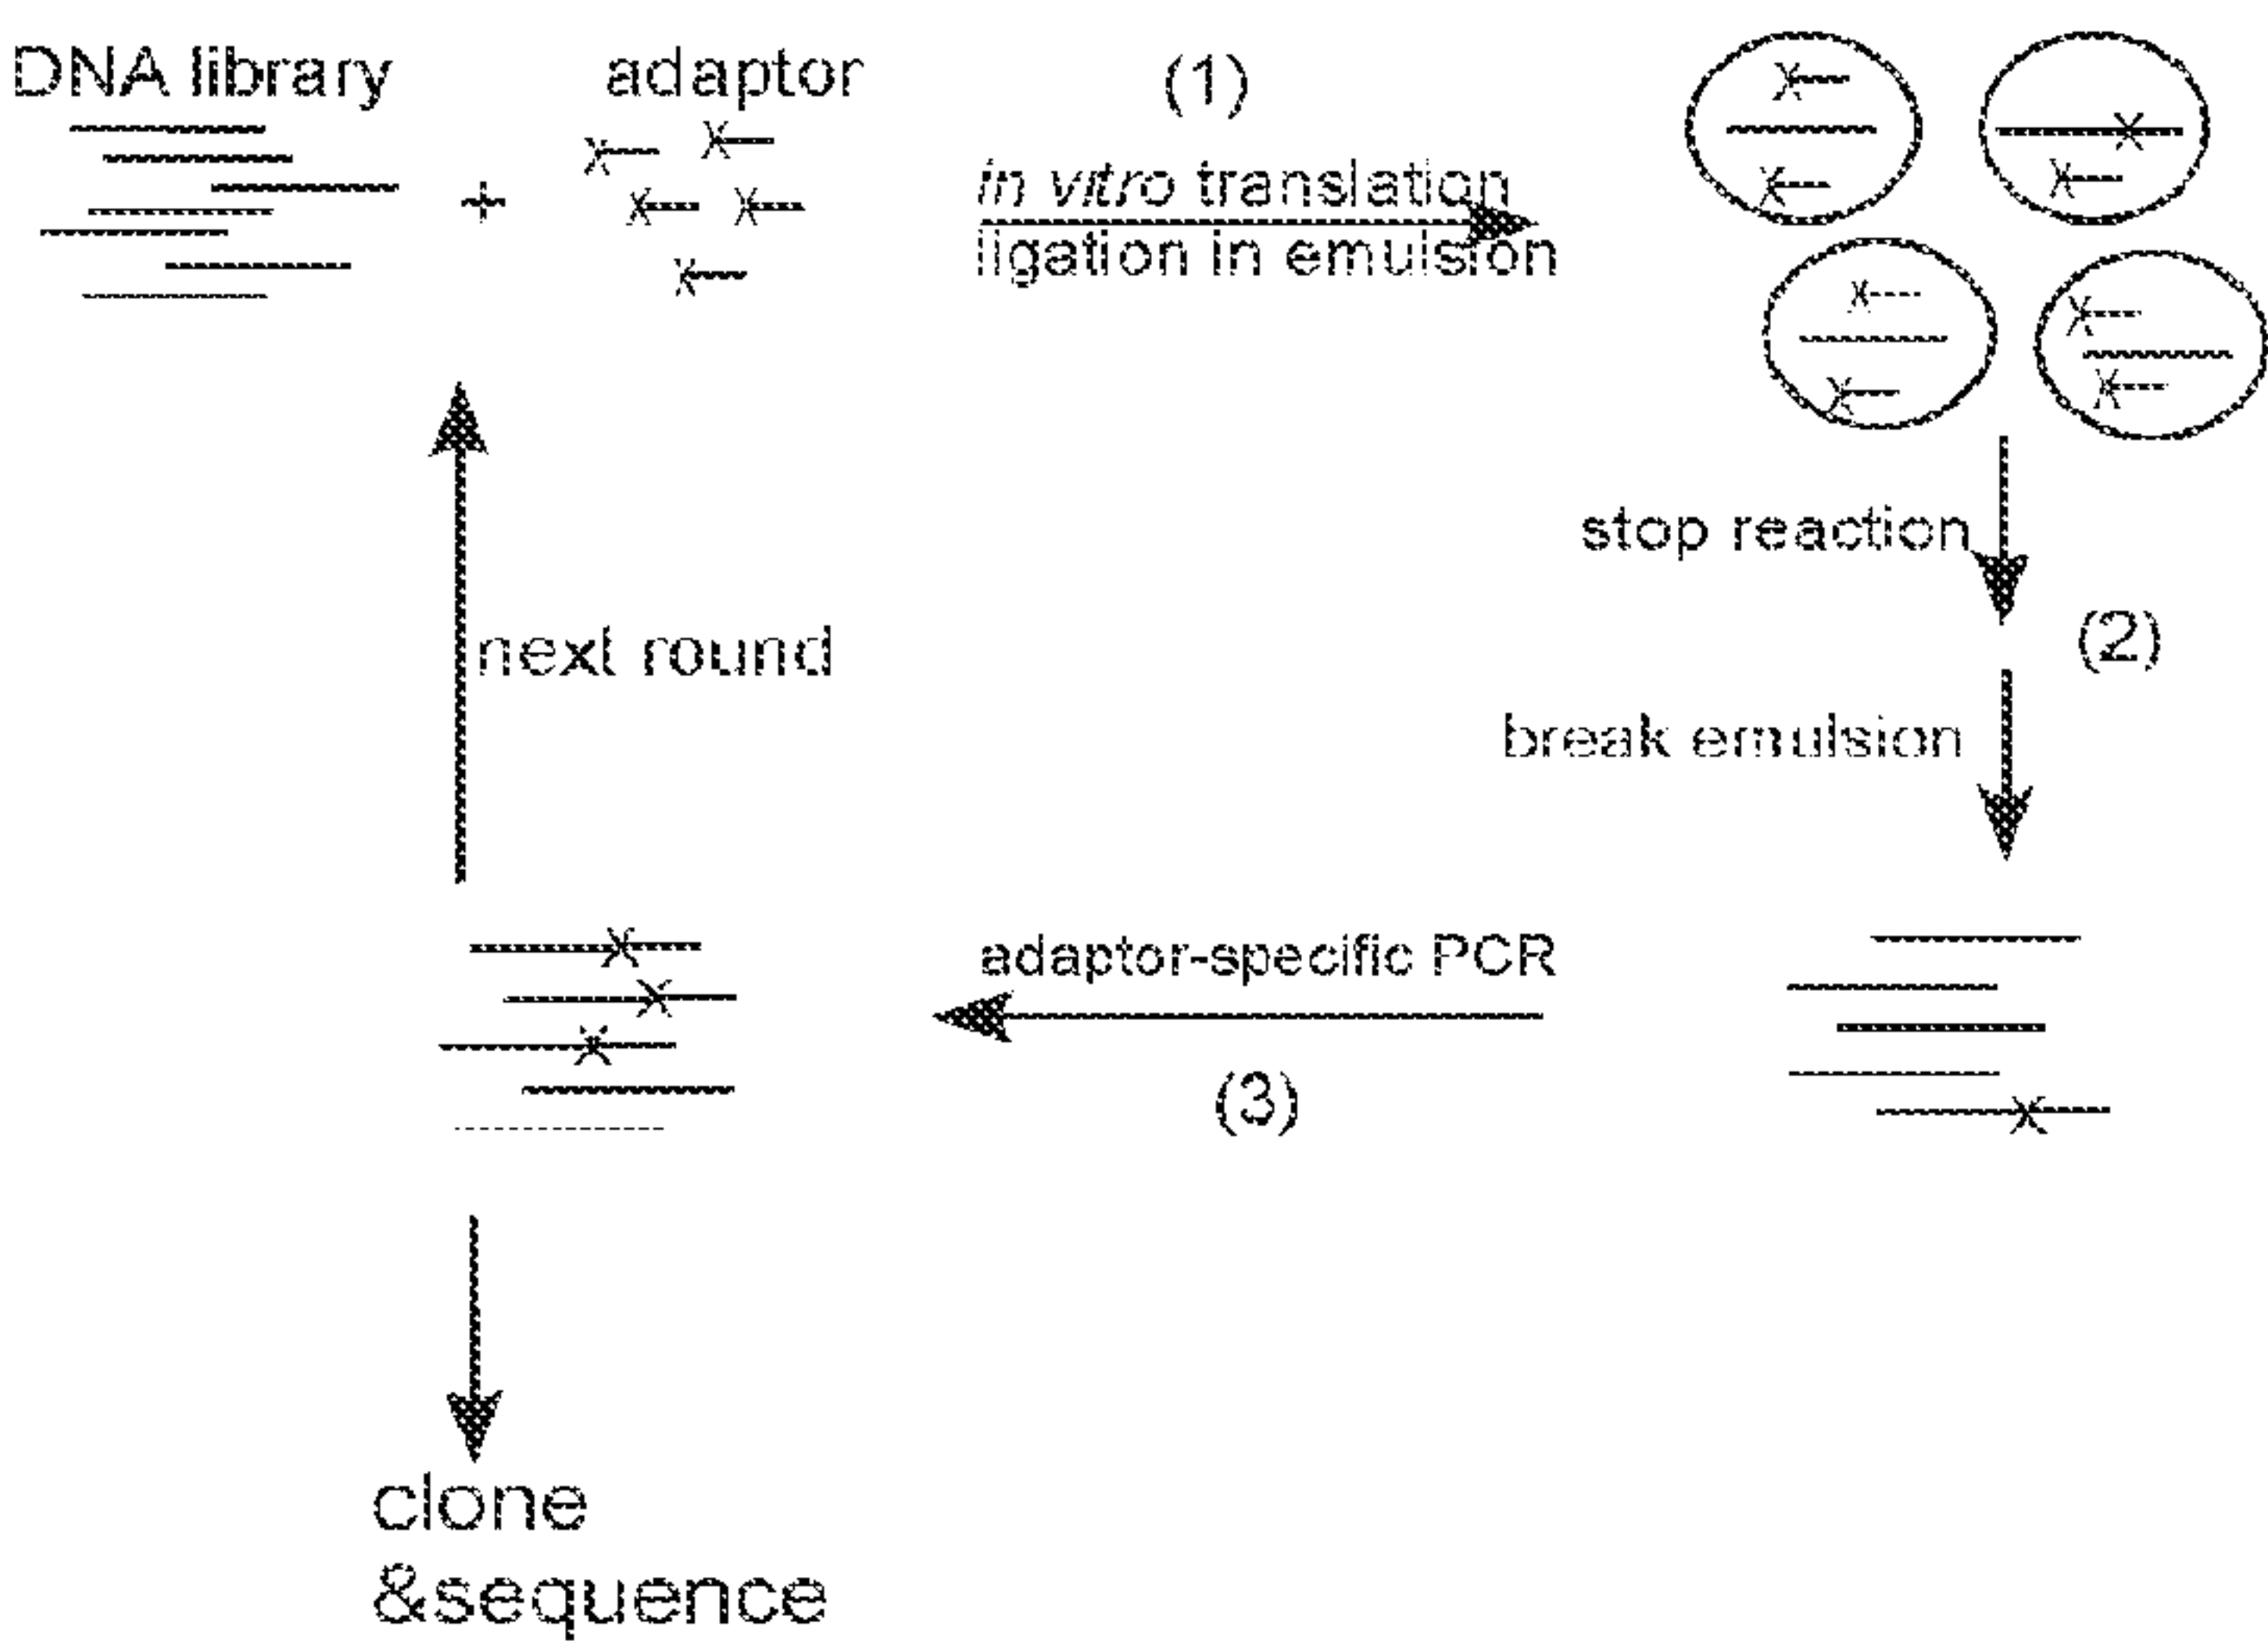 DNA library
adaptor
+
(1)
in vitro translation
ligation in emulsion
stop reaction
(2)
break emulsion
next round
adaptor-specific PCR
(3)
clone
&sequence